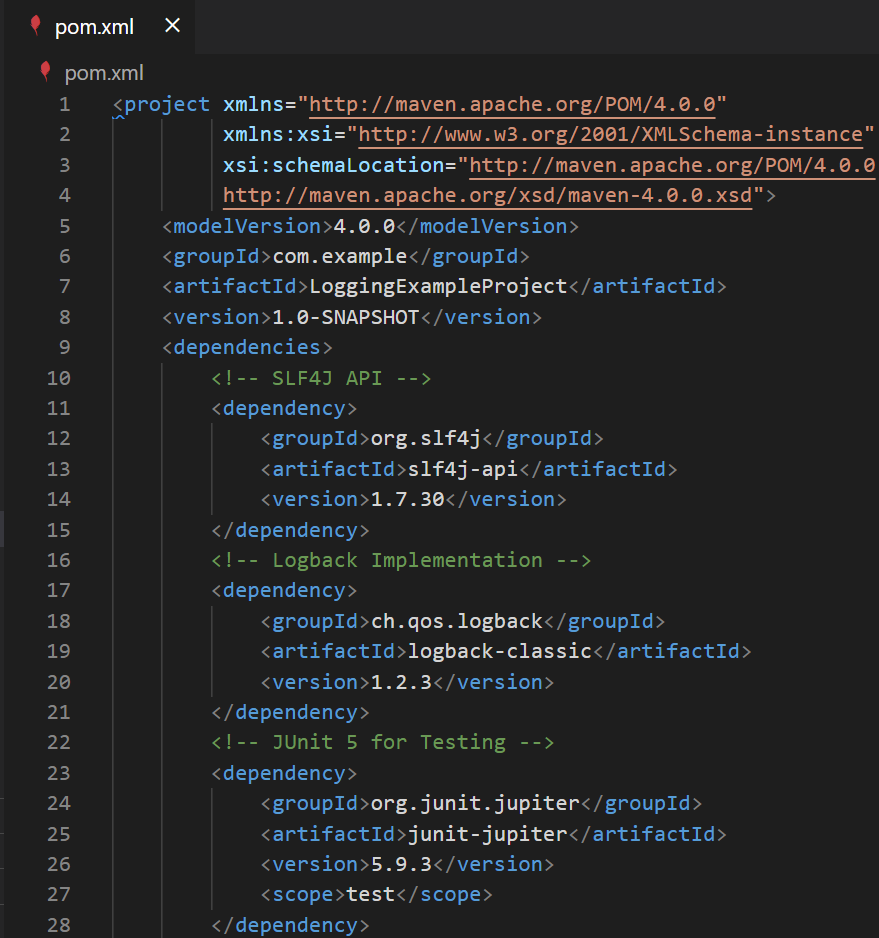 pom.xml
pom.xml
1 <project xmlns="http://maven.apache.org/POM/4.0.0"
2 xmlns:xsi="http://www.w3.org/2001/XMLSchema-instance"
3 xsi:schemaLocation="http://maven.apache.org/POM/4.0.0
4 http://maven.apache.org/xsd/maven-4.0.0.xsd">
5 <modelVersion>4.0.0</modelVersion>
6 <groupId>com.example</groupId>
7 <artifactId>LoggingExampleProject</artifactId>
8 <version>1.0-SNAPSHOT</version>
9 <dependencies>
10 <!-- SLF4J API -->
11 <dependency>
12 <groupId>org.slf4j</groupId>
13 <artifactId>slf4j-api</artifactId>
14 <version>1.7.30</version>
15 </dependency>
16 <!-- Logback Implementation -->
17 <dependency>
18 <groupId>ch.qos.logback</groupId>
19 <artifactId>logback-classic</artifactId>
20 <version>1.2.3</version>
21 </dependency>
22 <!-- JUnit 5 for Testing -->
23 <dependency>
24 <groupId>org.junit.jupiter</groupId>
25 <artifactId>junit-jupiter</artifactId>
26 <version>5.9.3</version>
27 <scope>test</scope>
28 </dependency>